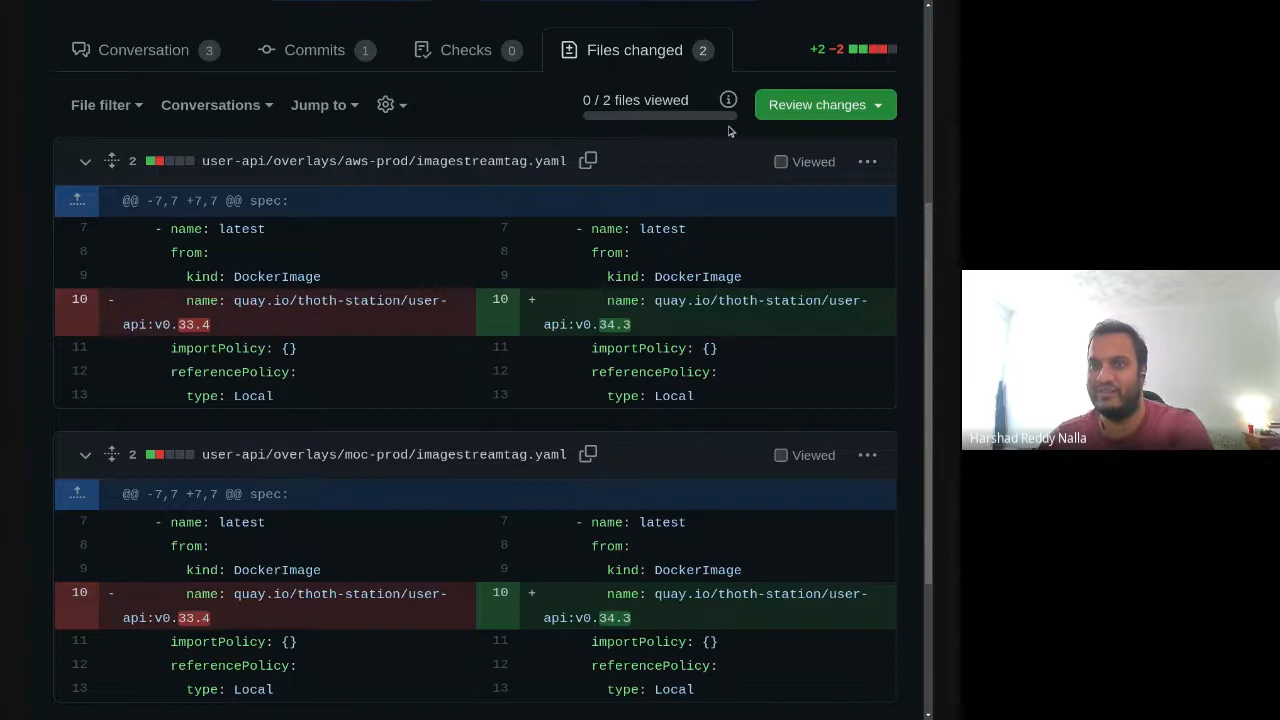 Conversation 3 Commits 1 Checks 0 Files changed 2 +2 −2
File filter Conversations Jump to 0 / 2 files viewed Review changes
2 user-api/overlays/aws-prod/imagestreamtag.yaml Viewed
@@ -7,7 +7,7 @@ spec:
7 - name: latest 7 - name: latest
8 from: 8 from:
9 kind: DockerImage 9 kind: DockerImage
10 - name: quay.io/thoth-station/user- 10 + name: quay.io/thoth-station/user-
api:v0.33.4 api:v0.34.3
11 importPolicy: {} 11 importPolicy: {}
12 referencePolicy: 12 referencePolicy:
13 type: Local 13 type: Local
2 user-api/overlays/moc-prod/imagestreamtag.yaml Viewed
@@ -7,7 +7,7 @@ spec:
7 - name: latest 7 - name: latest
8 from: 8 from:
9 kind: DockerImage 9 kind: DockerImage
10 - name: quay.io/thoth-station/user- 10 + name: quay.io/thoth-station/user-
api:v0.33.4 api:v0.34.3
11 importPolicy: {} 11 importPolicy: {}
12 referencePolicy: 12 referencePolicy:
13 type: Local 13 type: Local
Harshad Reddy Nalla